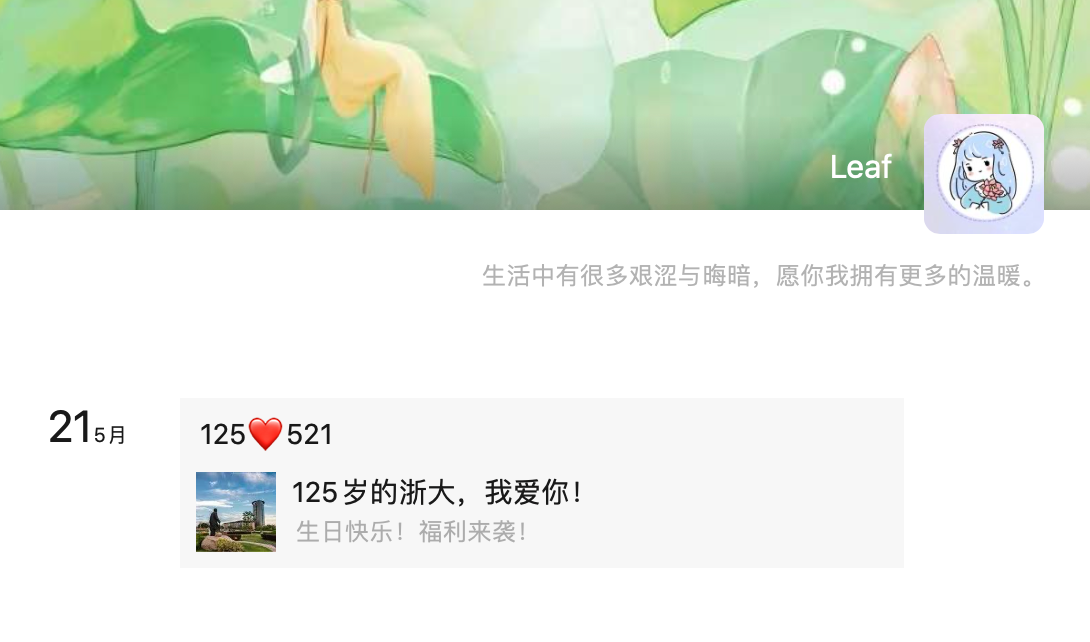 Leaf
生活中有很多艰涩与晦暗，愿你我拥有更多的温暖。
21 5月
125❤️521
125岁的浙大，我爱你！
生日快乐！福利来袭！